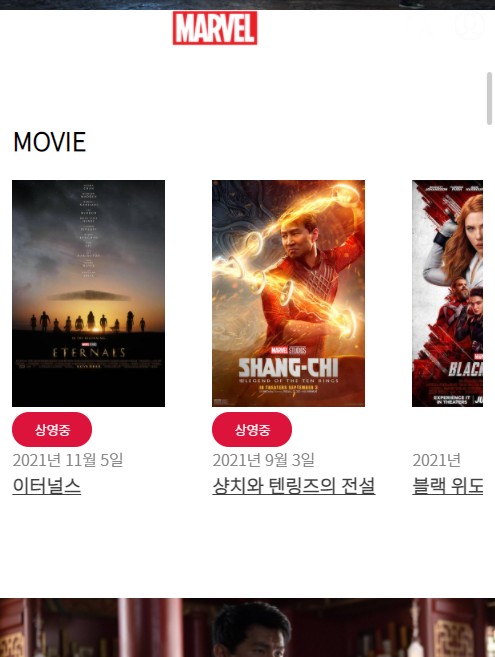 MARVEL
MOVIE
MARVEL STUDIOS
ETERNALS
SHANG-CHI
AND THE LEGEND OF THE TEN RINGS
IN THEATERS SEPTEMBER 3
BLACK
EXPERIENCE IT
상영중
상영중
2021년 11월 5일
2021년 9월 3일
2021년
이터널스
샹치와 텐링즈의 전설
블랙 위도